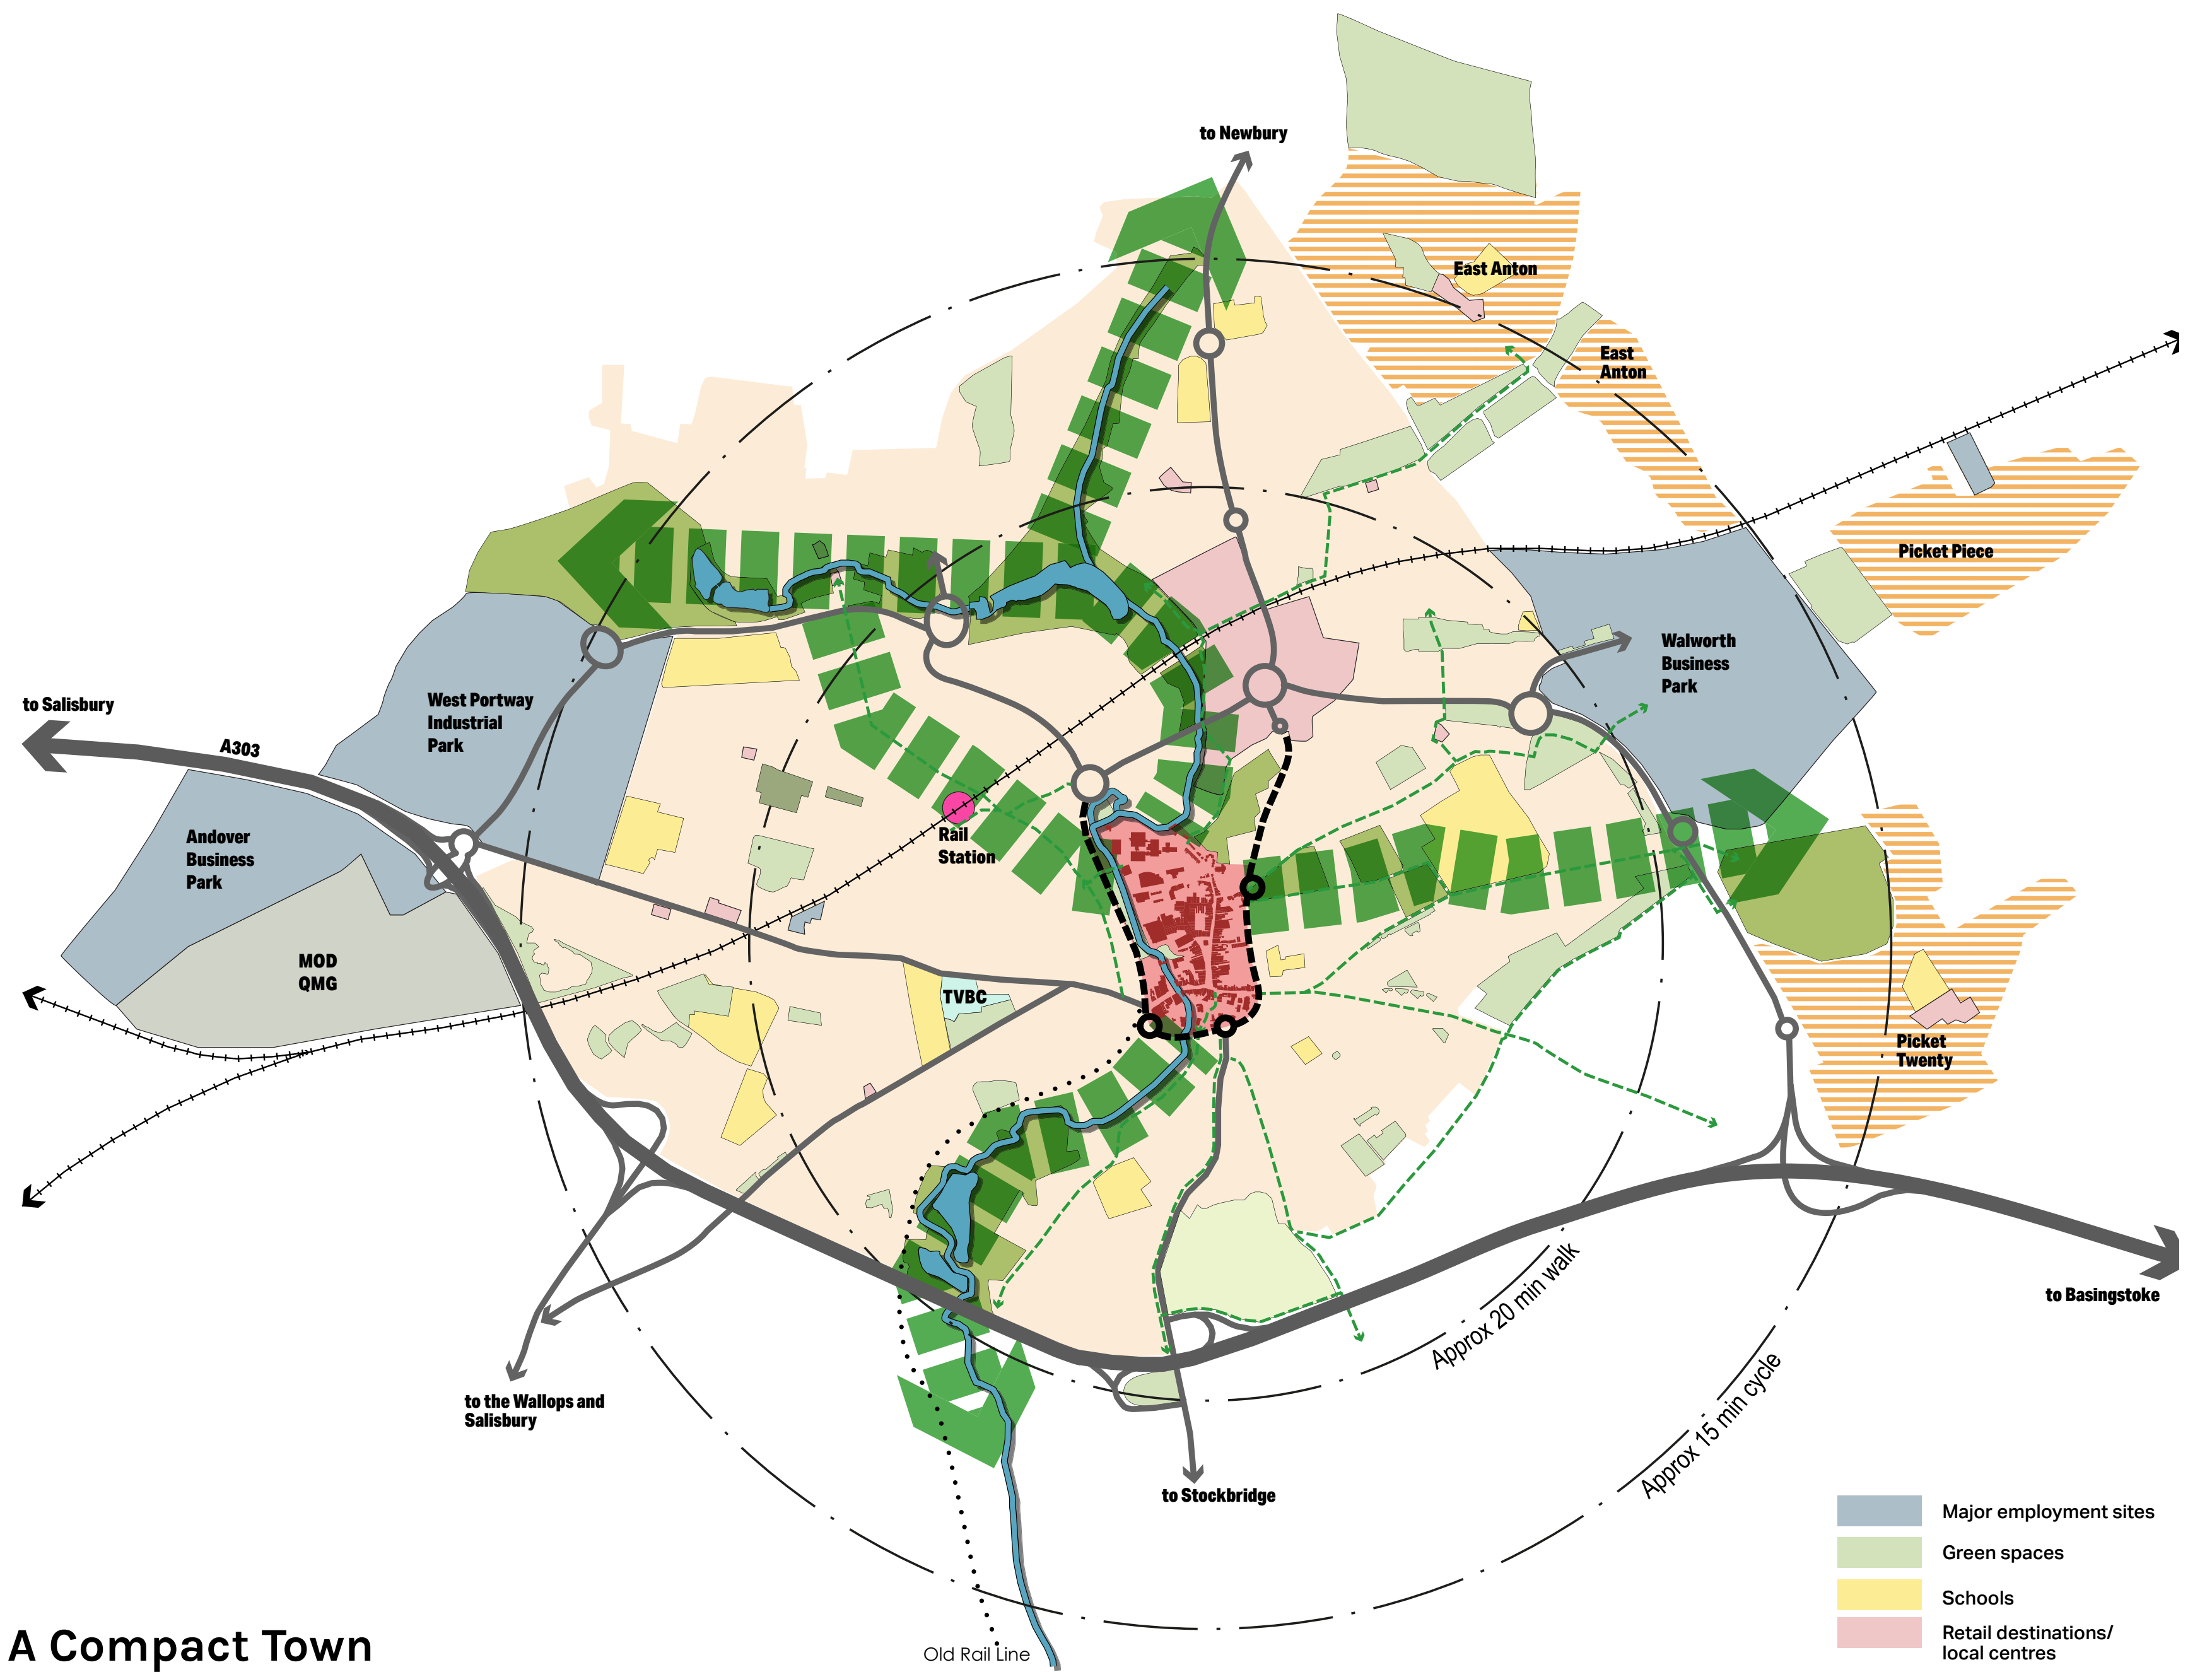 to Newbury
East Anton
East
Anton
Picket Piece
Walworth
Business
Park
West Portway
Industrial
Park
to Salisbury
A303
Andover
Business
Park
Rail
Station
MOD
QMG
TVBC
Picket
Twenty
to Basingstoke
Approx 20 min walk
Approx 15 min cycle
to the Wallops and
Salisbury
to Stockbridge
Old Rail Line
Major employment sites
Green spaces
Schools
Retail destinations/
local centres
A Compact Town